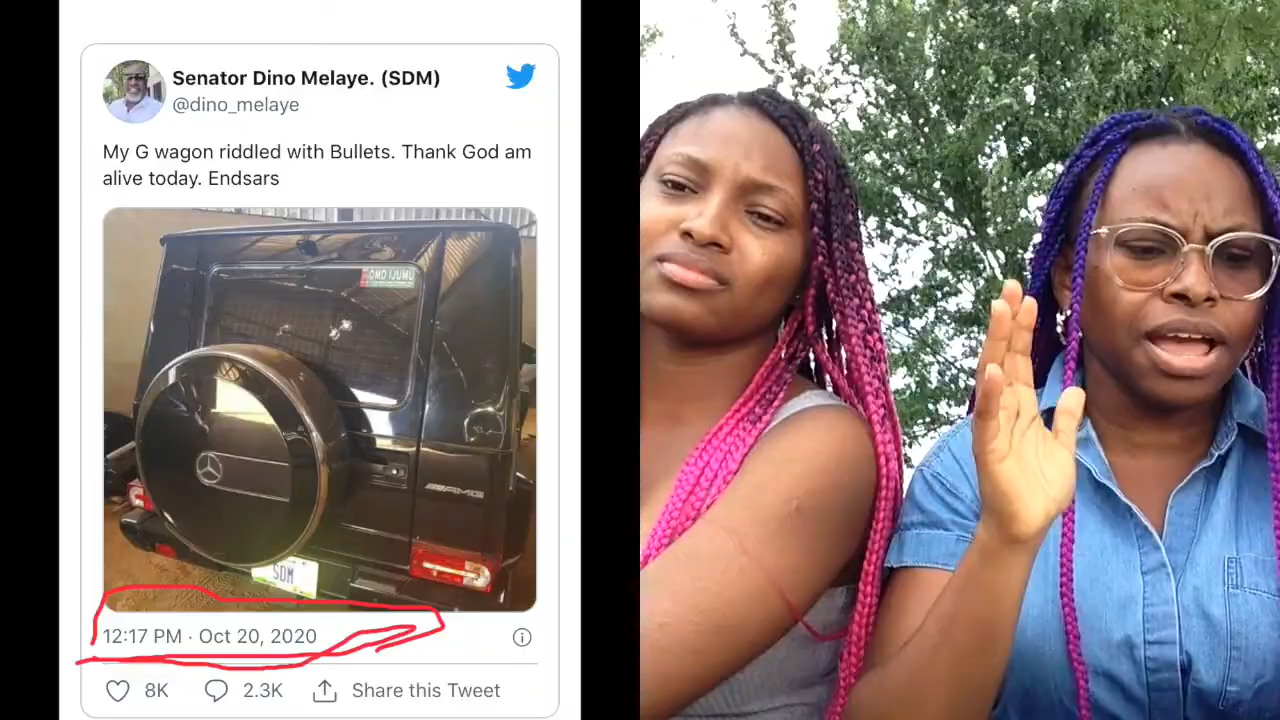 Senator Dino Melaye. (SDM)
@dino_melaye
My G wagon riddled with Bullets. Thank God am
alive today. Endsars
OMO IJUMU
AMG
SDM
12:17 PM · Oct 20, 2020
8K
2.3K
Share this Tweet